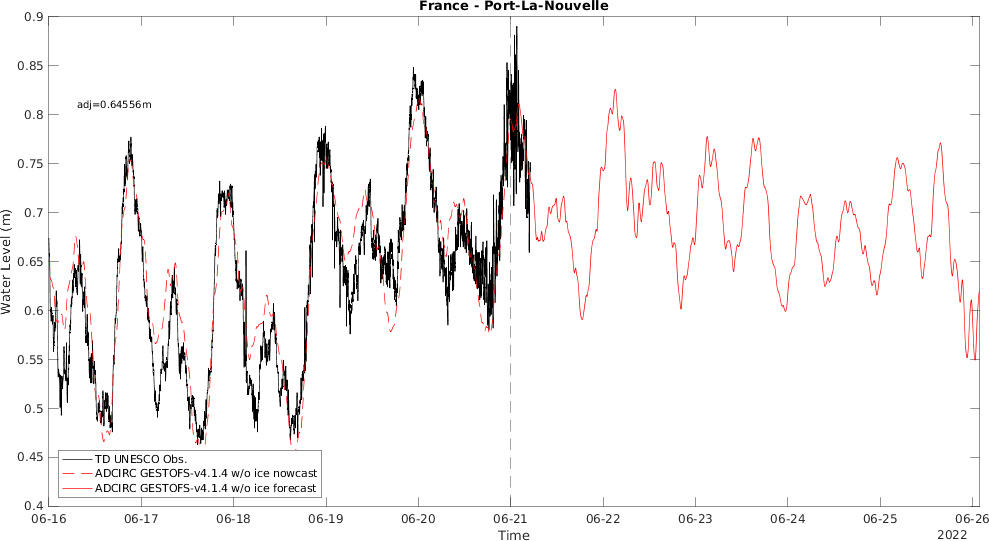 France - Port-La-Nouvelle
0.9
0.85
0.8
0.75
0.7
0.65
0.6
0.55
0.5
0.45
0.4
Water Level (m)
adj=0.64556m
TD UNESCO Obs.
ADCIRC GESTOFS-v4.1.4 w/o ice nowcast
ADCIRC GESTOFS-v4.1.4 w/o ice forecast
06-16 06-17 06-18 06-19 06-20 06-21 06-22 06-23 06-24 06-25 06-26
Time
2022